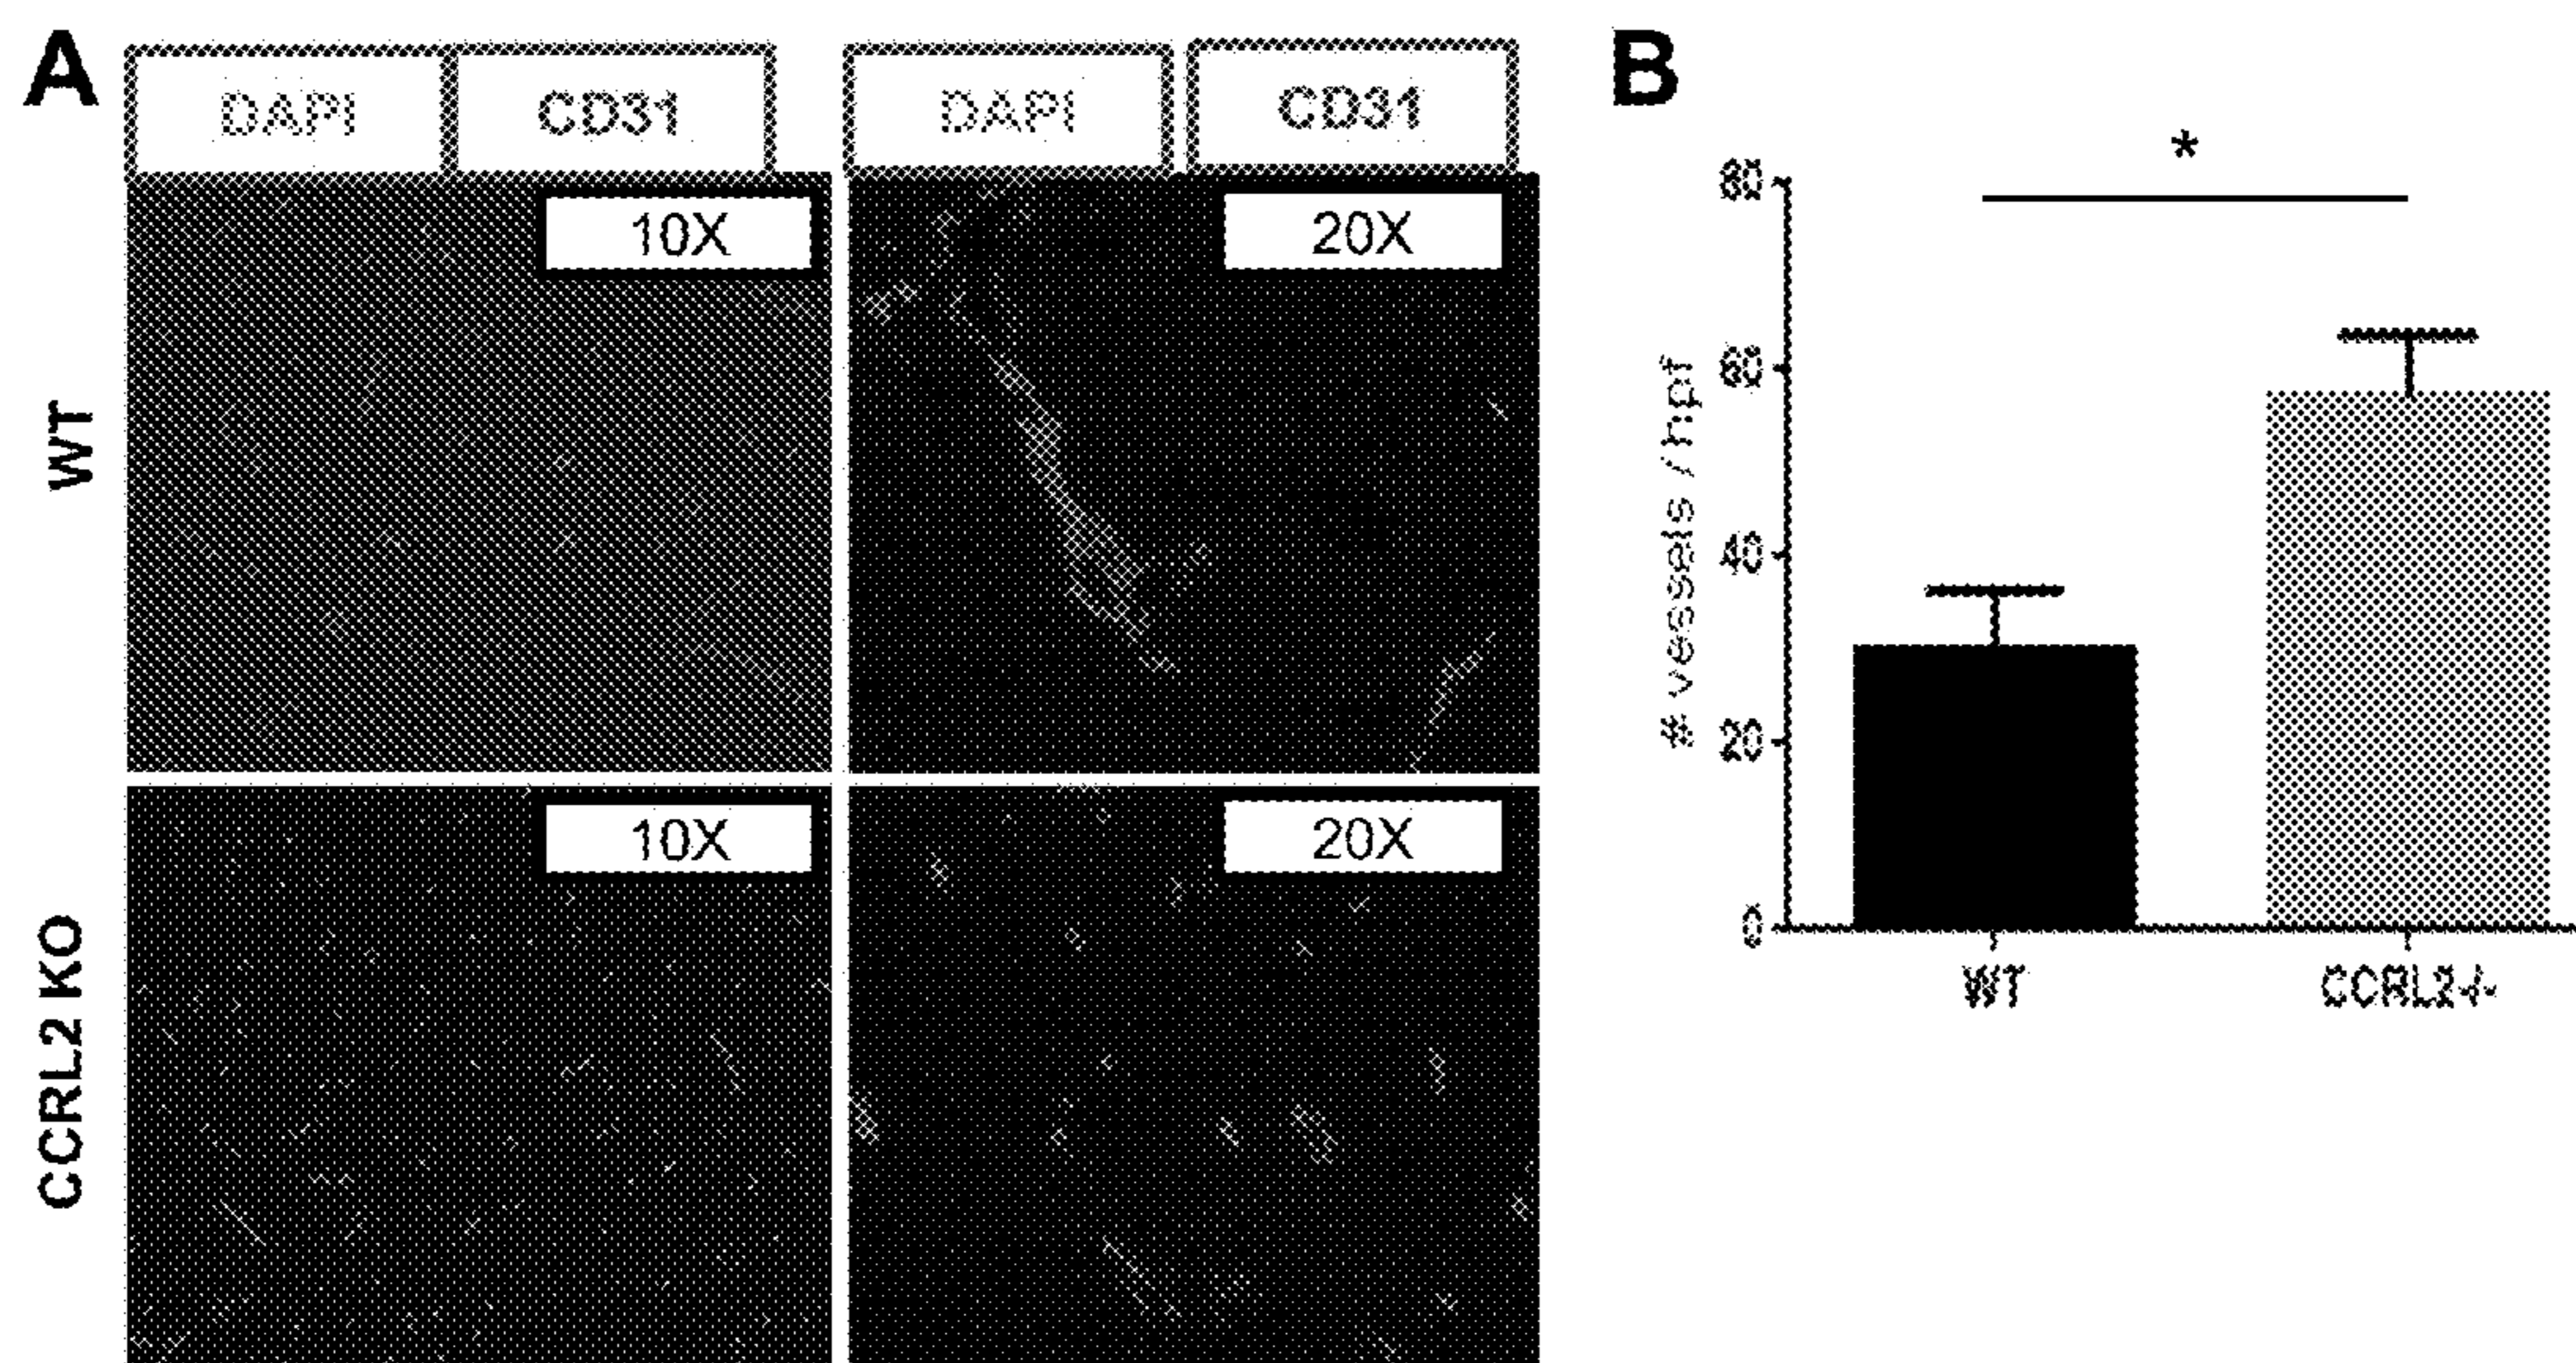 A
DAPI CD31 DAPI CD31
WT
10X 20X
CCRL2 KO
10X 20X
B
*
# vessels / hpf
80
60
40
20
0
WT CCRL2-/-